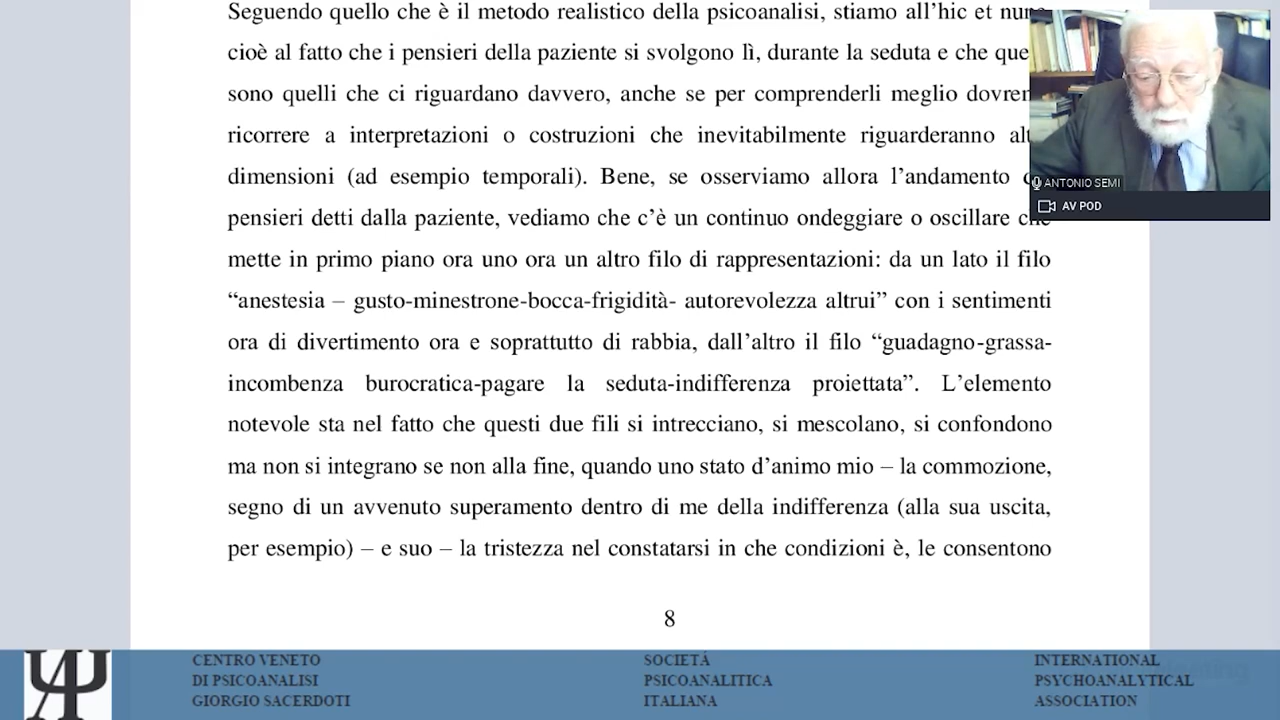 Seguendo quello che è il metodo realistico della psicoanalisi, stiamo all’hic et nunc
cioè al fatto che i pensieri della paziente si svolgono lì, durante la seduta e che
sono quelli che ci riguardano davvero, anche se per comprenderli meglio
ricorrere a interpretazioni o costruzioni che inevitabilmente riguarderanno
dimensioni (ad esempio temporali). Bene, se osserviamo allora l’andamento
pensieri detti dalla paziente, vediamo che c’è un continuo ondeggiare o oscillare che
mette in primo piano ora uno ora un altro filo di rappresentazioni: da un lato il filo
“anestesia – gusto-minestrone-bocca-frigidità- autorevolezza altrui” con i sentimenti
ora di divertimento ora e soprattutto di rabbia, dall’altro il filo “guadagno-grassa-
incombenza burocratica-pagare la seduta-indifferenza proiettata”. L’elemento
notevole sta nel fatto che questi due fili si intrecciano, si mescolano, si confondono
ma non si integrano se non alla fine, quando uno stato d’animo mio – la commozione,
segno di un avvenuto superamento dentro di me della indifferenza (alla sua uscita,
per esempio) – e suo – la tristezza nel constatarsi in che condizioni è, le consentono
8
ANTONIO SEMI
AV POD
CENTRO VENETO
DI PSICOANALISI
GIORGIO SACERDOTI
SOCIETÀ
PSICOANALITICA
ITALIANA
INTERNATIONAL
PSYCHOANALYTICAL
ASSOCIATION